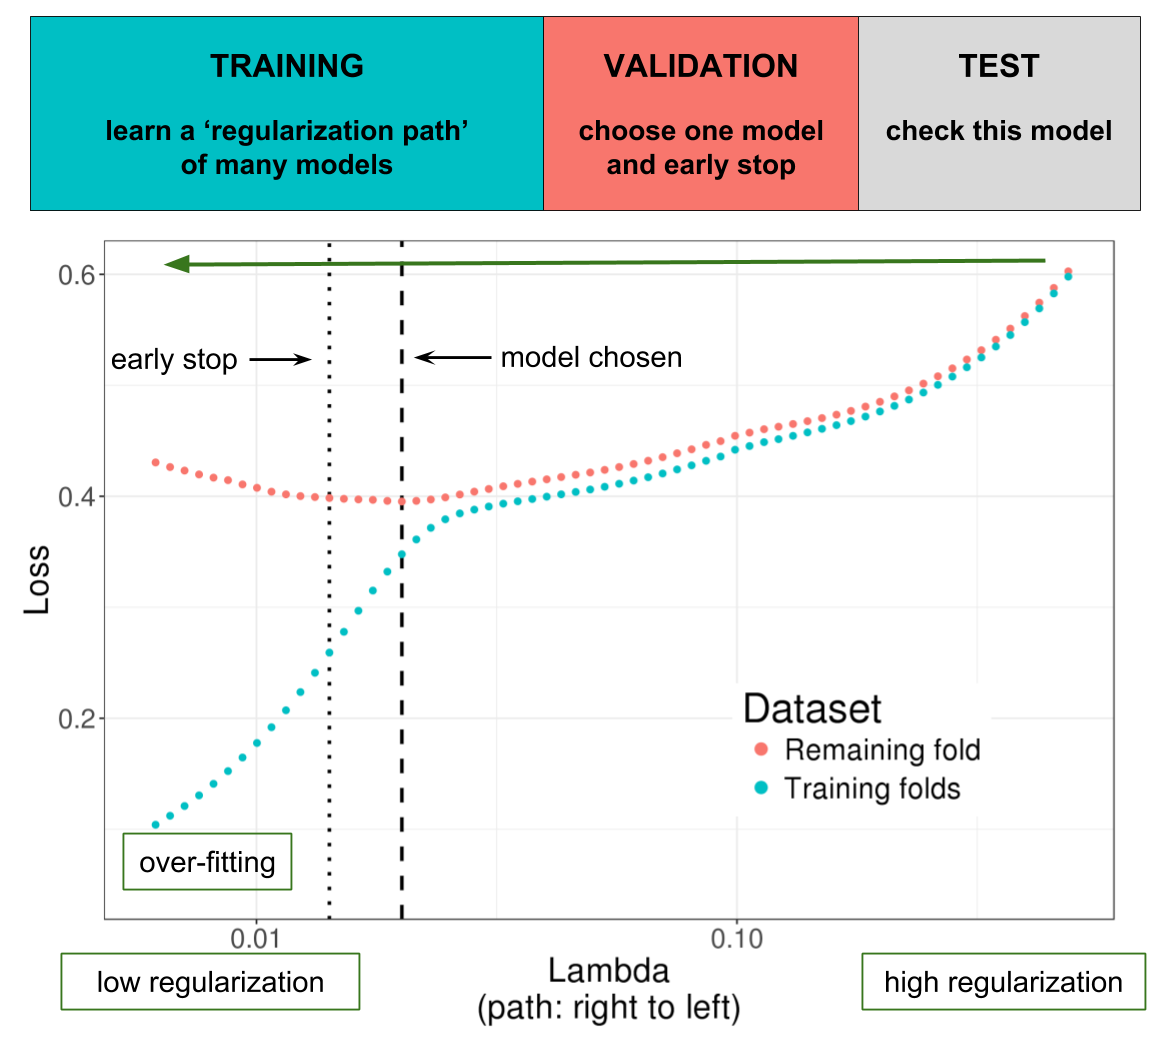 TRAINING
learn a ‘regularization path’
of many models
VALIDATION
choose one model
and early stop
TEST
check this model
0.6
early stop
model chosen
0.4
Loss
0.2
Dataset
Remaining fold
Training folds
over-fitting
0.01
0.10
low regularization
Lambda
(path: right to left)
high regularization